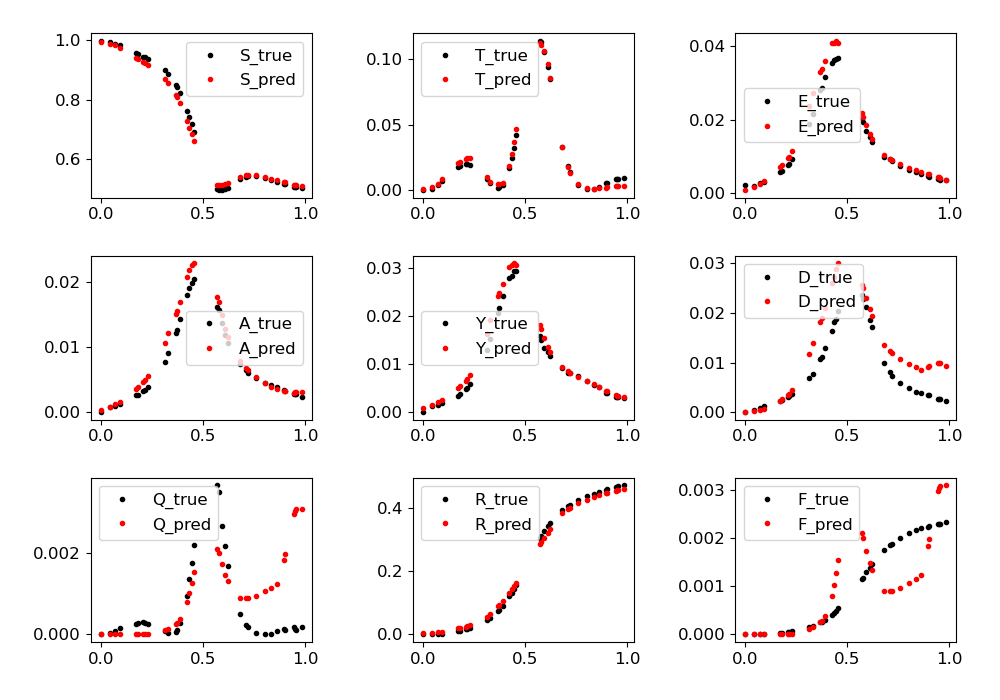 1.0
0.8
0.6
S_true
S_pred
0.0 0.5 1.0
0.10
0.05
0.00
T_true
T_pred
0.0 0.5 1.0
0.04
0.02
0.00
E_true
E_pred
0.0 0.5 1.0
0.02
0.01
0.00
A_true
A_pred
0.0 0.5 1.0
0.03
0.02
0.01
0.00
Y_true
Y_pred
0.0 0.5 1.0
0.03
0.02
0.01
0.00
D_true
D_pred
0.0 0.5 1.0
0.002
0.000
Q_true
Q_pred
0.0 0.5 1.0
0.4
0.2
0.0
R_true
R_pred
0.0 0.5 1.0
0.003
0.002
0.001
0.000
F_true
F_pred
0.0 0.5 1.0